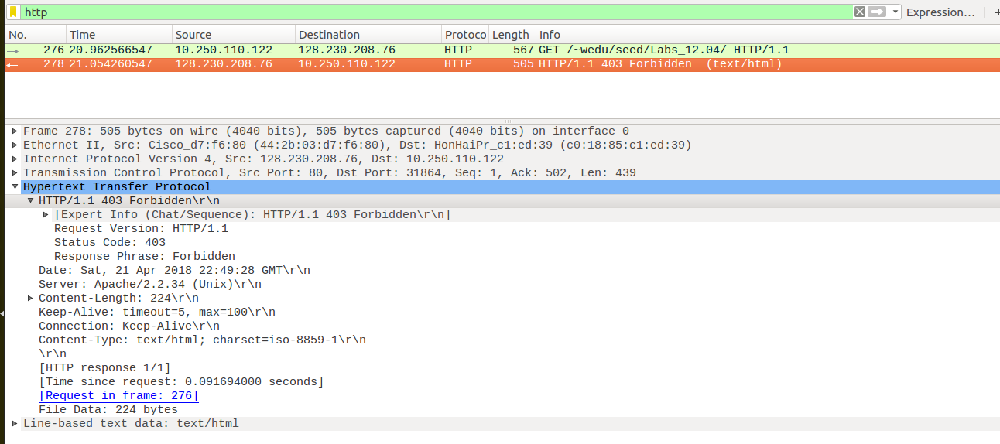 http Expression… +
No. Time Source Destination Protoco Length Info
276 20.962566547 10.250.110.122 128.230.208.76 HTTP 567 GET /~wedu/seed/Labs_12.04/ HTTP/1.1
278 21.054260547 128.230.208.76 10.250.110.122 HTTP 505 HTTP/1.1 403 Forbidden (text/html)
Frame 278: 505 bytes on wire (4040 bits), 505 bytes captured (4040 bits) on interface 0
Ethernet II, Src: Cisco_d7:f6:80 (44:2b:03:d7:f6:80), Dst: HonHaiPr_c1:ed:39 (c0:18:85:c1:ed:39)
Internet Protocol Version 4, Src: 128.230.208.76, Dst: 10.250.110.122
Transmission Control Protocol, Src Port: 80, Dst Port: 31864, Seq: 1, Ack: 502, Len: 439
Hypertext Transfer Protocol
HTTP/1.1 403 Forbidden\r\n
[Expert Info (Chat/Sequence): HTTP/1.1 403 Forbidden\r\n]
Request Version: HTTP/1.1
Status Code: 403
Response Phrase: Forbidden
Date: Sat, 21 Apr 2018 22:49:28 GMT\r\n
Server: Apache/2.2.34 (Unix)\r\n
Content-Length: 224\r\n
Keep-Alive: timeout=5, max=100\r\n
Connection: Keep-Alive\r\n
Content-Type: text/html; charset=iso-8859-1\r\n
\r\n
[HTTP response 1/1]
[Time since request: 0.091694000 seconds]
[Request in frame: 276]
File Data: 224 bytes
Line-based text data: text/html